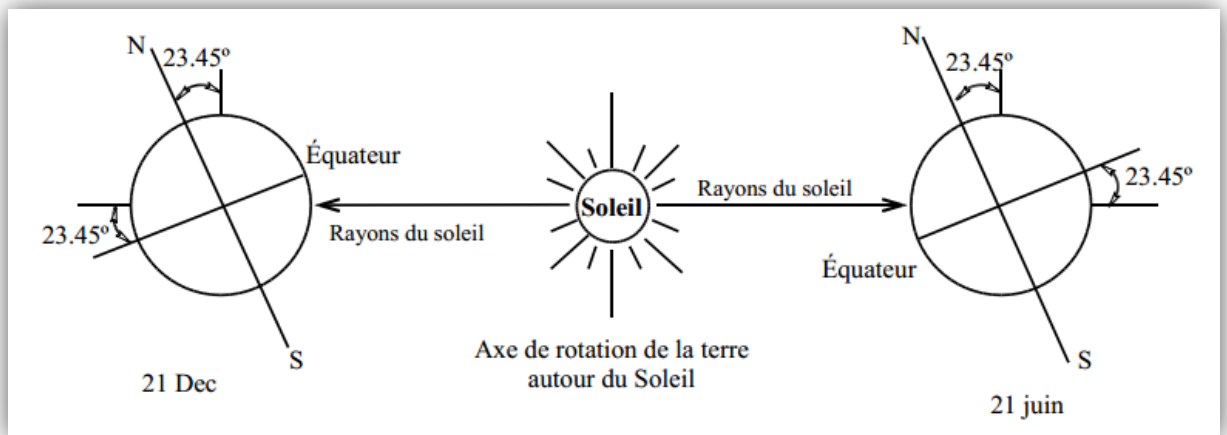 N
23.45º
Équateur
23.45º
Rayons du soleil
S
21 Dec
Soleil
Rayons du soleil
Axe de rotation de la terre
autour du Soleil
N
23.45º
23.45º
Équateur
S
21 juin